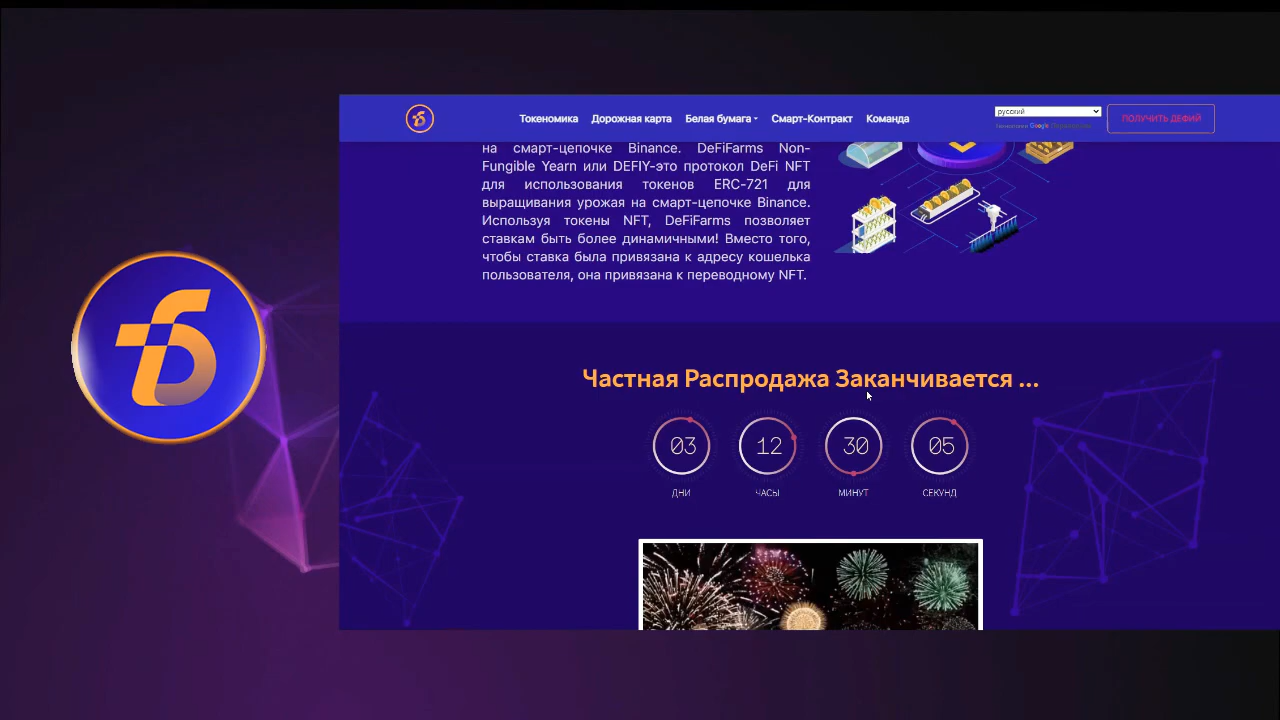 Токеномика Дорожная карта Белая бумага Смарт-Контракт Команда
русский
Google
ПОЛУЧИТЬ ДЕФИЙ
на смарт-цепочке Binance. DeFiFarms Non-
Fungible Yearn или DEFIY-это протокол DeFi NFT
для использования токенов ERC-721 для
выращивания урожая на смарт-цепочке Binance.
Используя токены NFT, DeFiFarms позволяет
ставкам быть более динамичными! Вместо того,
чтобы ставка была привязана к адресу кошелька
пользователя, она привязана к переводному NFT.
Частная Распродажа Заканчивается ...
03 12 30 05
ДНИ ЧАСЫ МИНУТ СЕКУНД